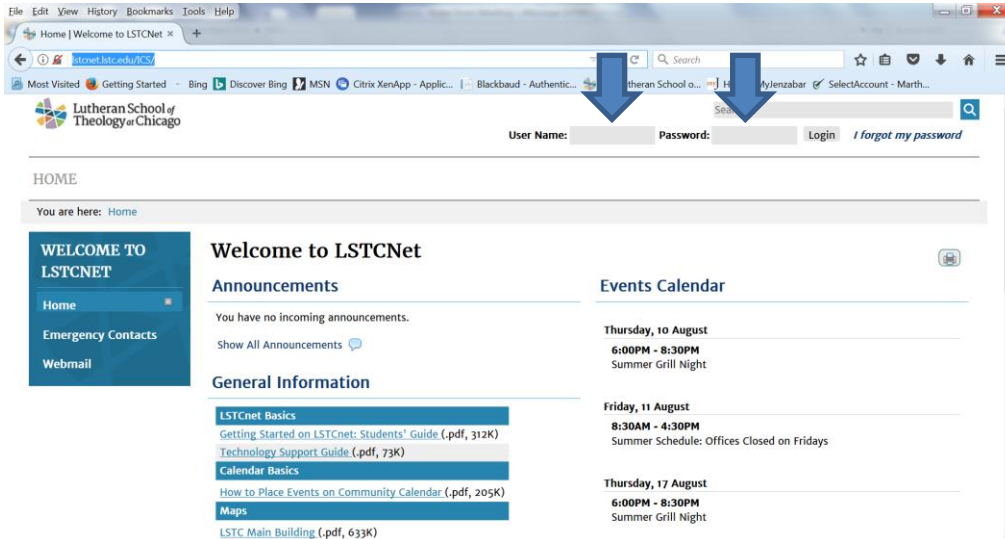 File Edit View History Bookmarks Tools Help
Home | Welcome to LSTCNet × +
lstcnet.lstc.edu/ICS/ Search
Most Visited Getting Started Bing Discover Bing MSN Citrix XenApp - Applic... Blackbaud - Authentic... theran School o... MyJenzabar SelectAccount - Marth...
Lutheran School of
Theology at Chicago
User Name: Password: Login I forgot my password
HOME
You are here: Home
WELCOME TO
LSTCNET
Home
Emergency Contacts
Webmail
Welcome to LSTCNet
Announcements
You have no incoming announcements.
Show All Announcements
General Information
LSTCnet Basics
Getting Started on LSTCnet: Students' Guide (.pdf, 312K)
Technology Support Guide (.pdf, 73K)
Calendar Basics
How to Place Events on Community Calendar (.pdf, 205K)
Maps
LSTC Main Building (.pdf, 633K)
Events Calendar
Thursday, 10 August
6:00PM - 8:30PM
Summer Grill Night
Friday, 11 August
8:30AM - 4:30PM
Summer Schedule: Offices Closed on Fridays
Thursday, 17 August
6:00PM - 8:30PM
Summer Grill Night